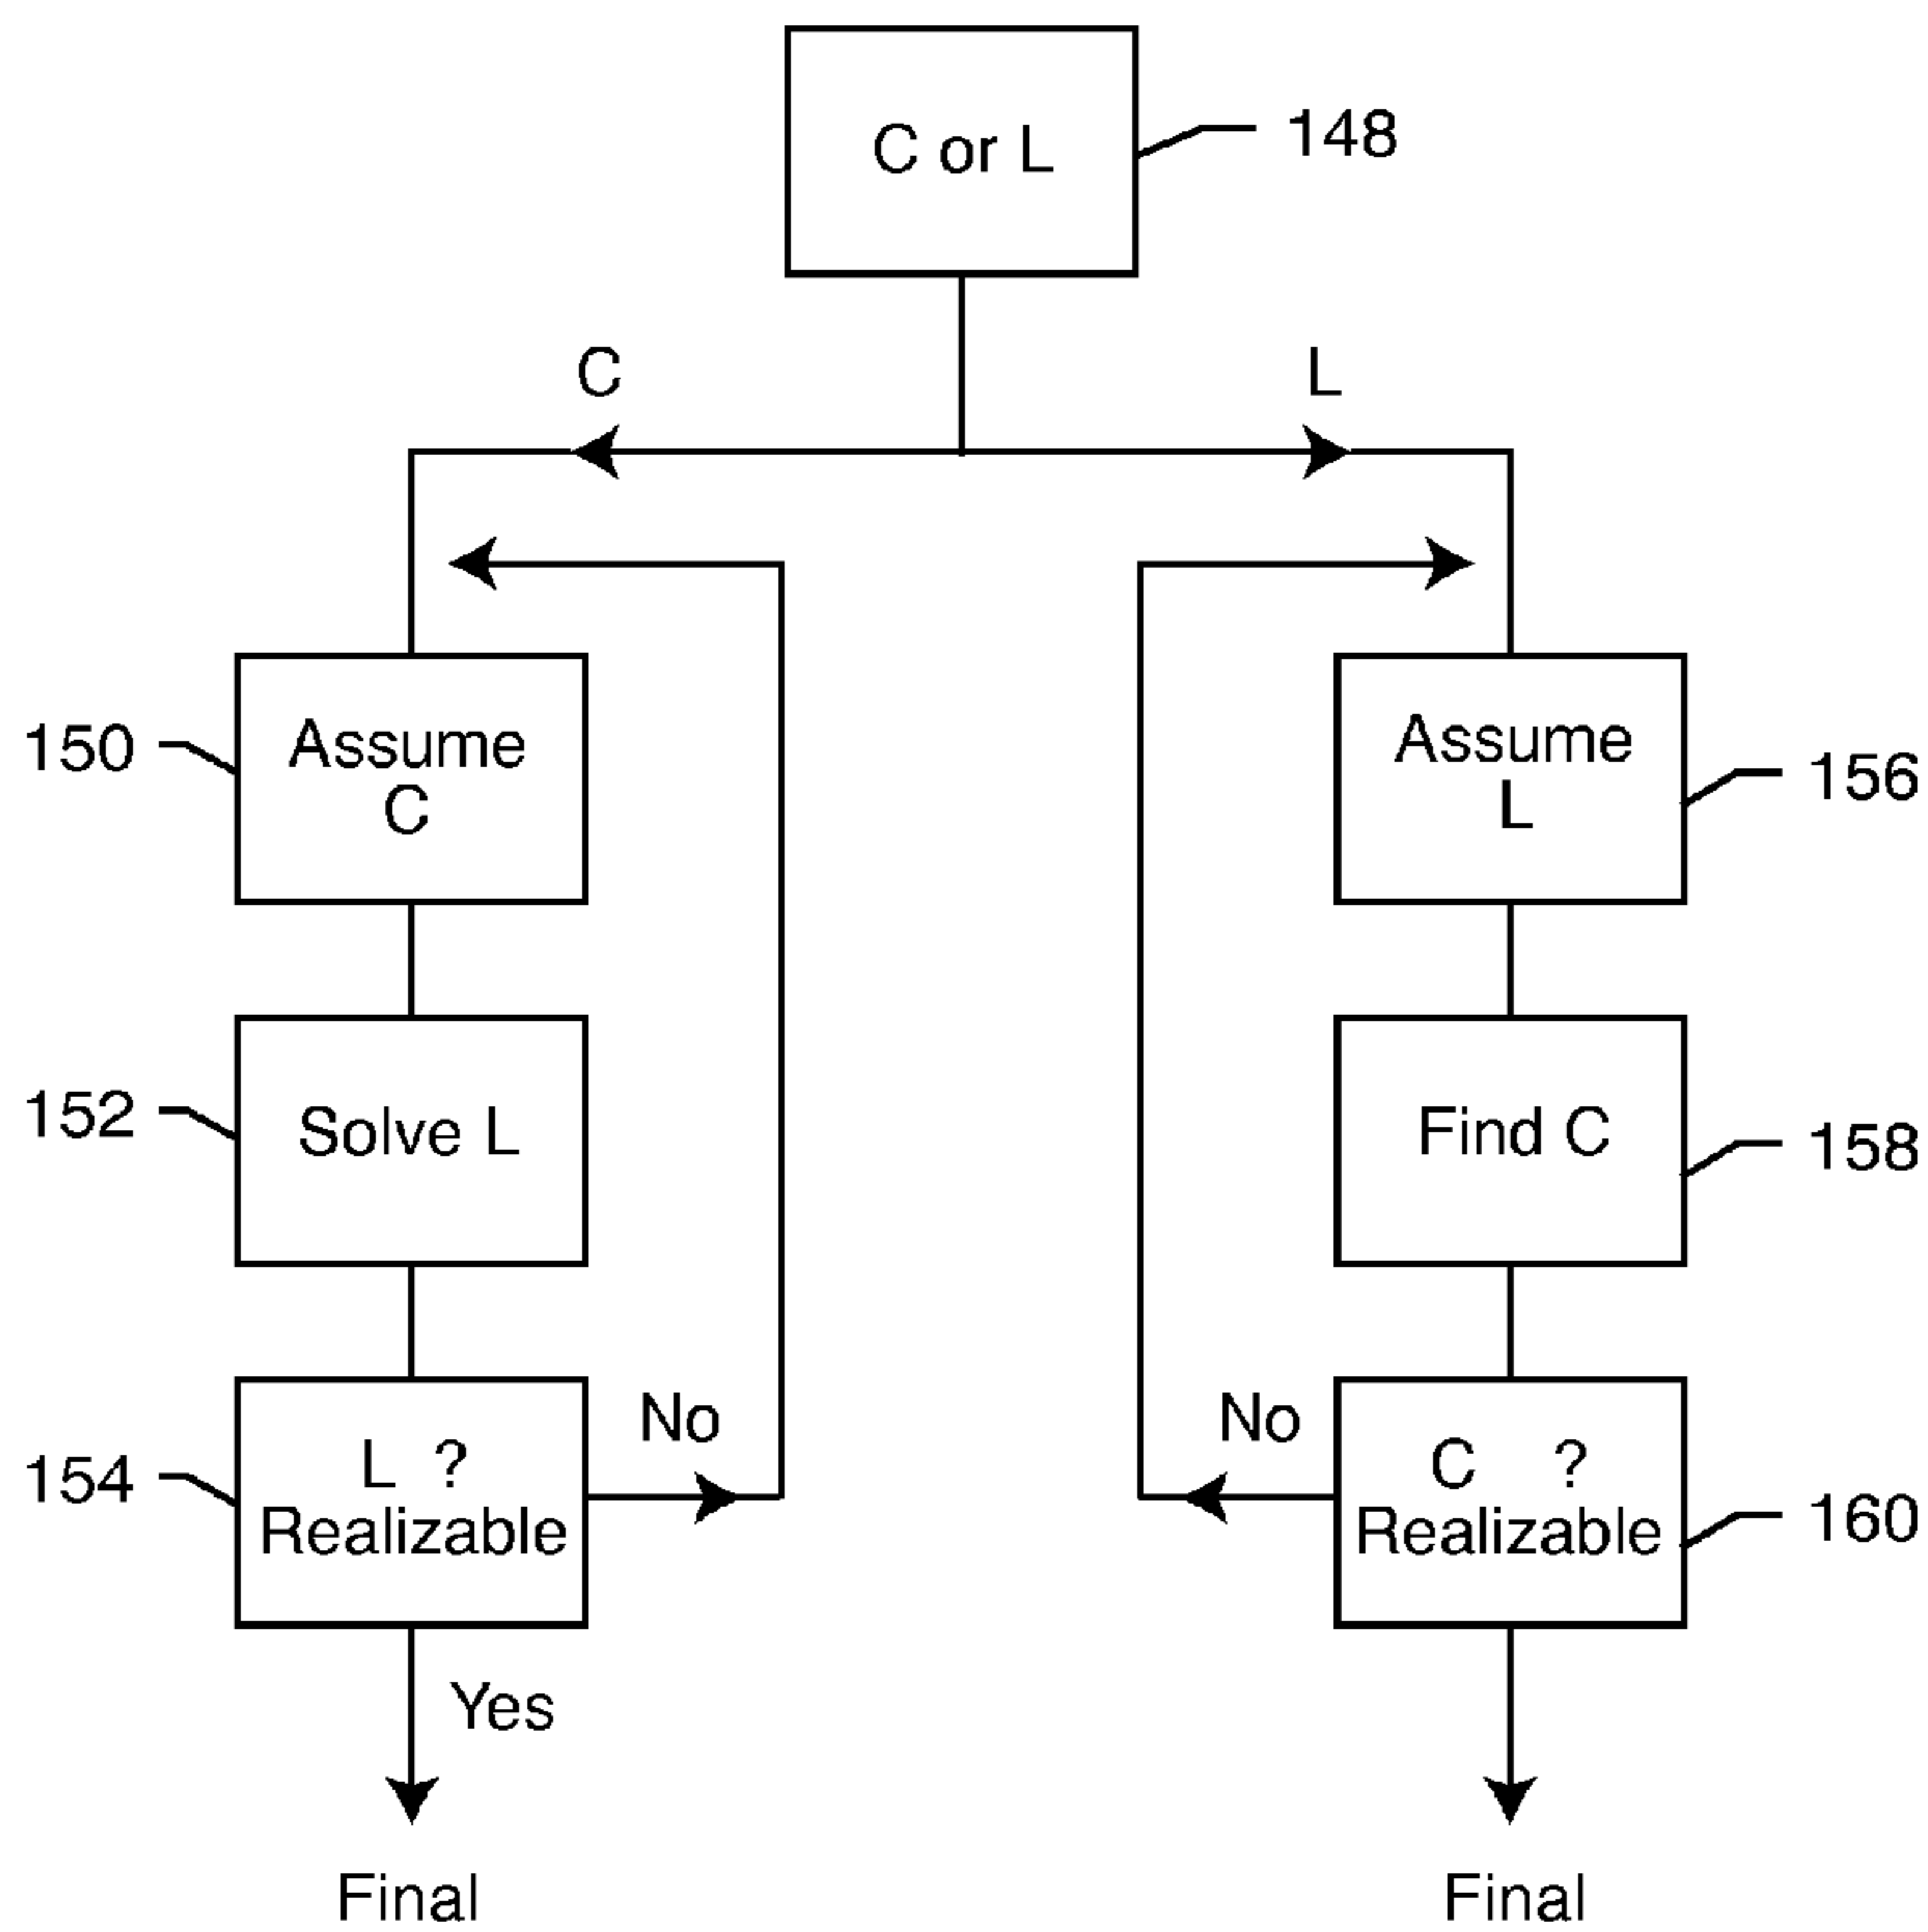 C or L
148
C
L
150
Assume
C
Assume
L
156
152
Solve L
Find C
158
154
L ?
Realizable
No
No
C ?
Realizable
160
Yes
Final
Final